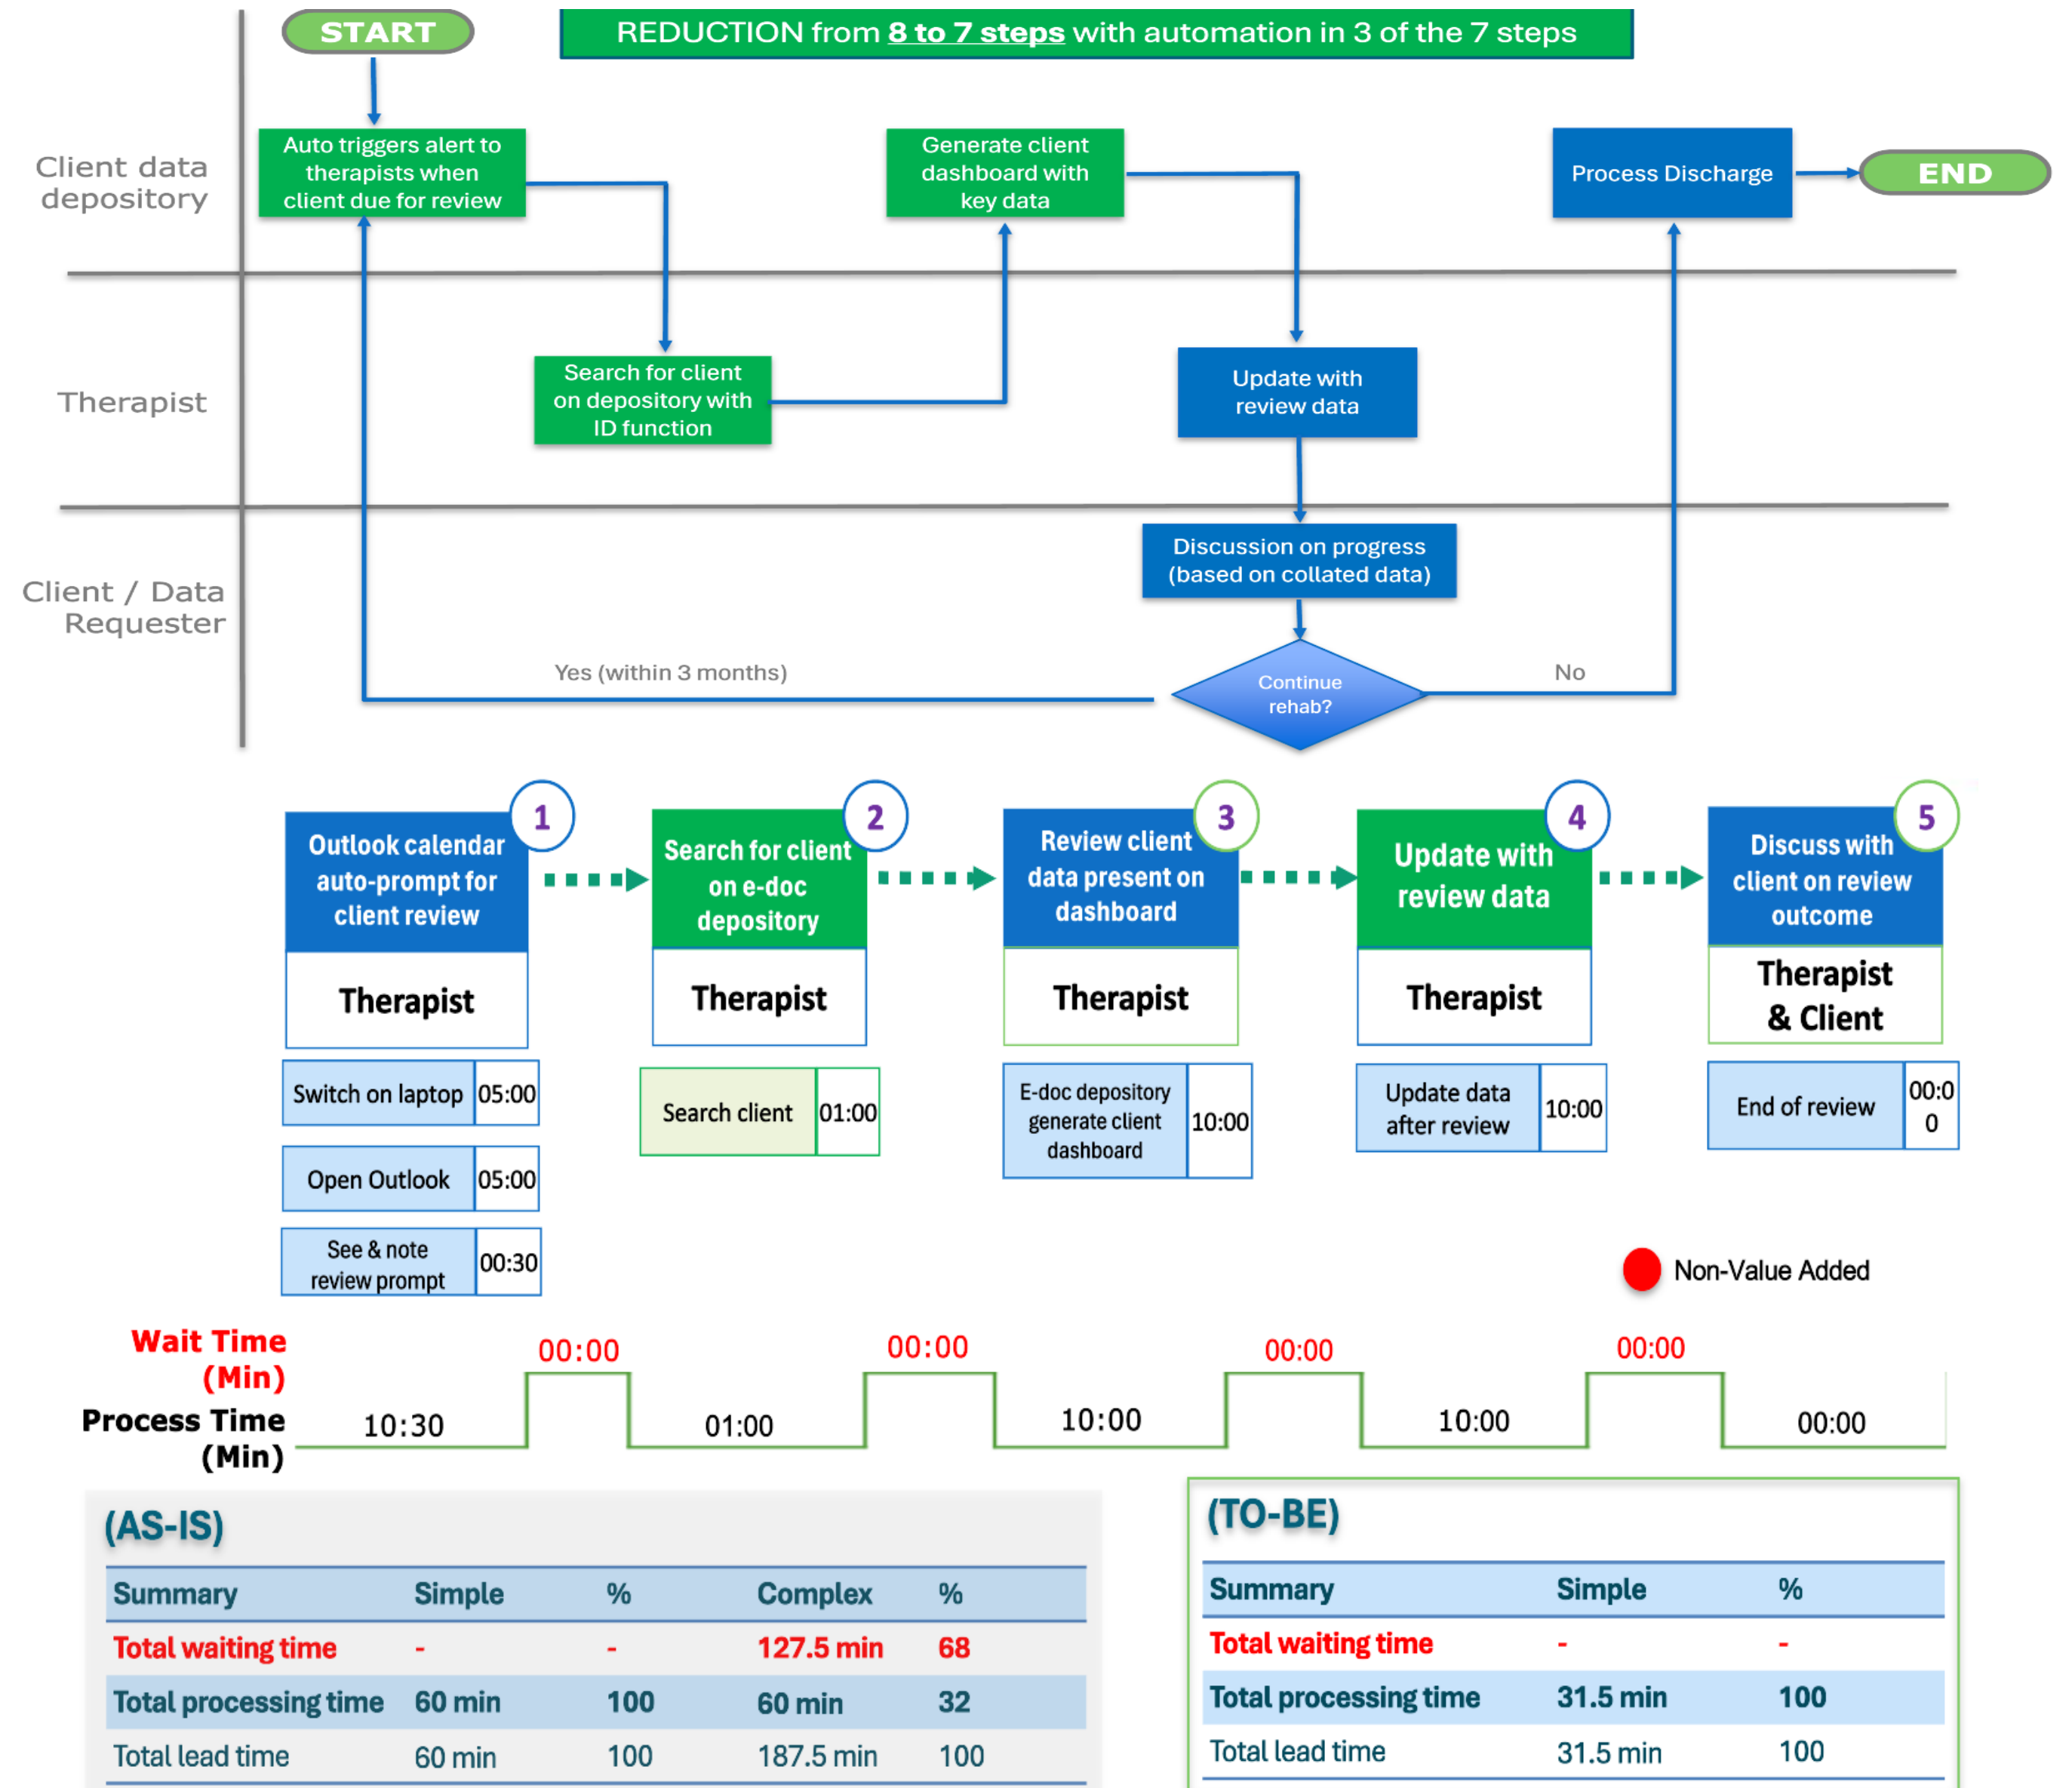 START
REDUCTION from 8 to 7 steps with automation in 3 of the 7 steps
Client data
depository
Auto triggers alert to
therapists when
client due for review
Generate client
dashboard with
key data
Process Discharge
END
Therapist
Search for client
on depository with
ID function
Update with
review data
Client / Data
Requester
Discussion on progress
(based on collated data)
Yes (within 3 months)
Continue
rehab?
No
1
Outlook calendar
auto-prompt for
client review
Therapist
Switch on laptop 05:00
Open Outlook 05:00
See & note
review prompt
00:30
2
Search for client
on e-doc
depository
Therapist
Search client 01:00
3
Review client
data present on
dashboard
Therapist
E-doc depository
generate client
dashboard
10:00
4
Update with
review data
Therapist
Update data
after review
10:00
5
Discuss with
client on review
outcome
Therapist
& Client
End of review
00:0
0
Non-Value Added
Wait Time
(Min)
00:00 00:00 00:00 00:00
Process Time
(Min)
10:30 01:00 10:00 10:00 00:00
(AS-IS)
Summary Simple % Complex %
Total waiting time - - 127.5 min 68
Total processing time 60 min 100 60 min 32
Total lead time 60 min 100 187.5 min 100
(TO-BE)
Summary Simple %
Total waiting time - -
Total processing time 31.5 min 100
Total lead time 31.5 min 100